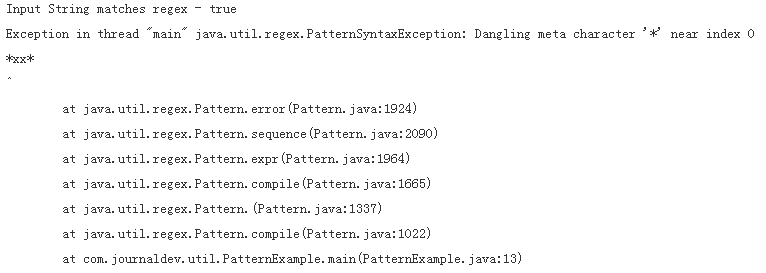 Input String matches regex - true
Exception in thread "main" java.util.regex.PatternSyntaxException: Dangling meta character '*' near index 0
*xx*
^
at java.util.regex.Pattern.error(Pattern.java:1924)
at java.util.regex.Pattern.sequence(Pattern.java:2090)
at java.util.regex.Pattern.expr(Pattern.java:1964)
at java.util.regex.Pattern.compile(Pattern.java:1665)
at java.util.regex.Pattern.(Pattern.java:1337)
at java.util.regex.Pattern.compile(Pattern.java:1022)
at com.journaldev.util.PatternExample.main(PatternExample.java:13)